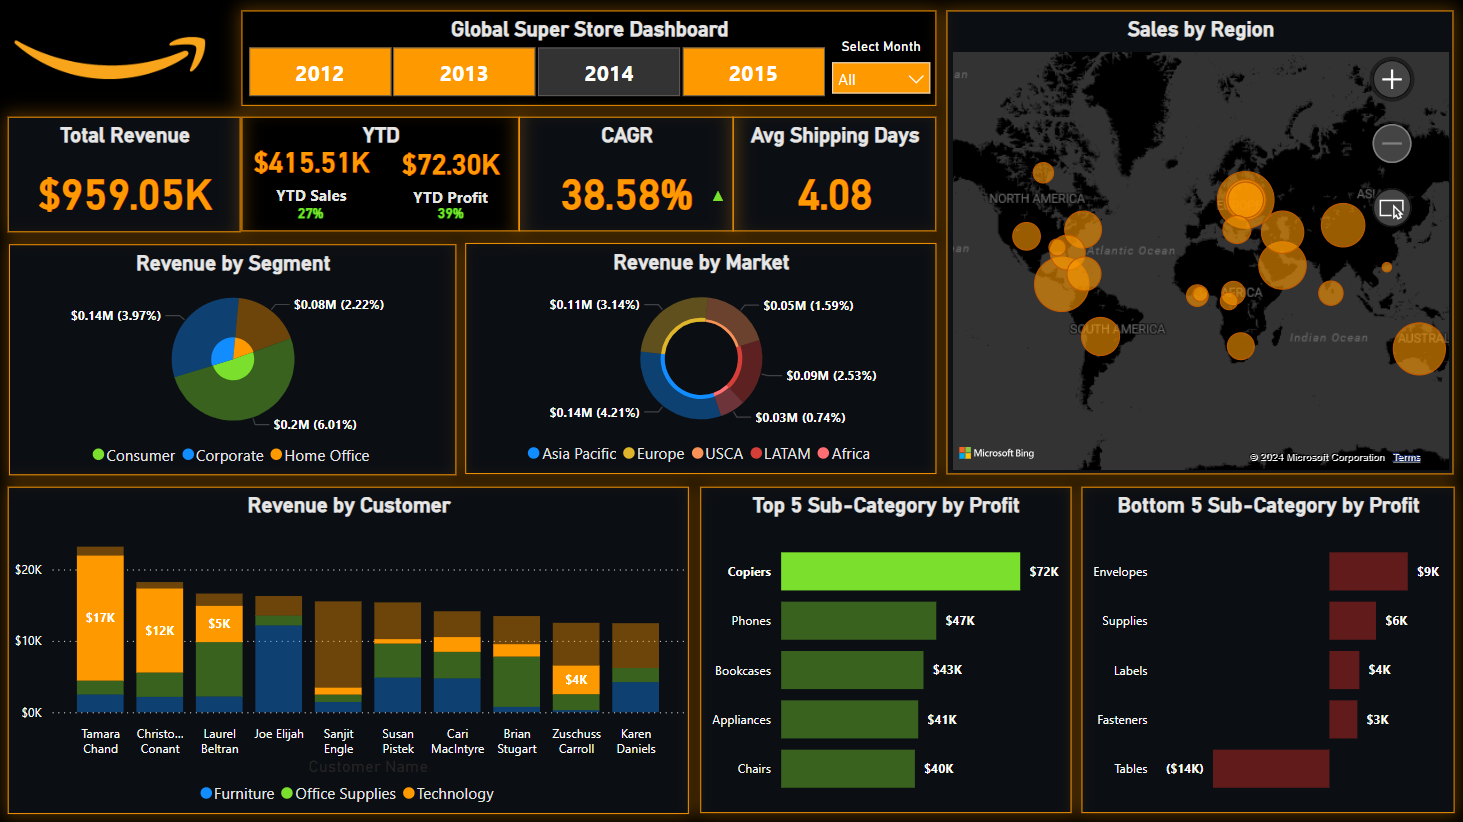 Global Super Store Dashboard
2012
2013
2014
2015
Select Month
All
Total Revenue
$959.05K
YTD
$415.51K
YTD Sales
27%
$72.30K
YTD Profit
39%
CAGR
38.58%
Avg Shipping Days
4.08
Sales by Region
NORTH AMERICA
Atlantic Ocean
AFRICA
SOUTH AMERICA
Indian Ocean
ASI
AUSTRAL
an
an
Microsoft Bing
© 2024 Microsoft Corporation Terms
Revenue by Segment
$0.14M (3.97%)
$0.08M (2.22%)
$0.2M (6.01%)
Consumer
Corporate
Home Office
Revenue by Market
$0.11M (3.14%)
$0.05M (1.59%)
$0.09M (2.53%)
$0.14M (4.21%)
$0.03M (0.74%)
Asia Pacific
Europe
USCA
LATAM
Africa
Revenue by Customer
$20K
$10K
$0K
$17K
$12K
$5K
$4K
Tamara
Chand
Christo...
Conant
Laurel
Beltran
Joe Elijah
Sanjit
Engle
Susan
Pistek
Cari
MacIntyre
Brian
Stugart
Zuschuss
Carroll
Karen
Daniels
Customer Name
Furniture
Office Supplies
Technology
Top 5 Sub-Category by Profit
Copiers $72K
Phones $47K
Bookcases $43K
Appliances $41K
Chairs $40K
Bottom 5 Sub-Category by Profit
Envelopes $9K
Supplies $6K
Labels $4K
Fasteners $3K
Tables ($14K)